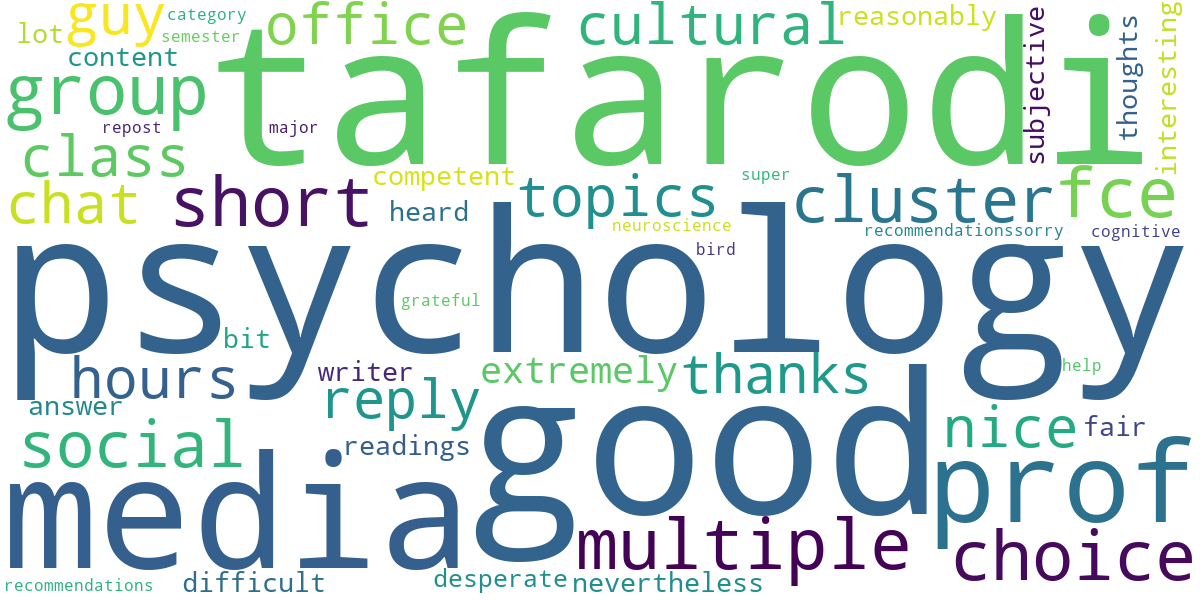 lot
guy
category
semester
office
cultural
reasonably
content
group
tafarodi
subjective
thoughts
interesting
repost
major
class
chat
short
competent
heard
topics
super
cluster
fce
neuroscience
recommendationssorry
cognitive
bird
psychology
grateful
bit
hours
writer
extremely
thanks
help
answer
reply
social
readings
good
nice
fair
media
prof
multiple
choice
recommendations
difficult
desperate
nevertheless